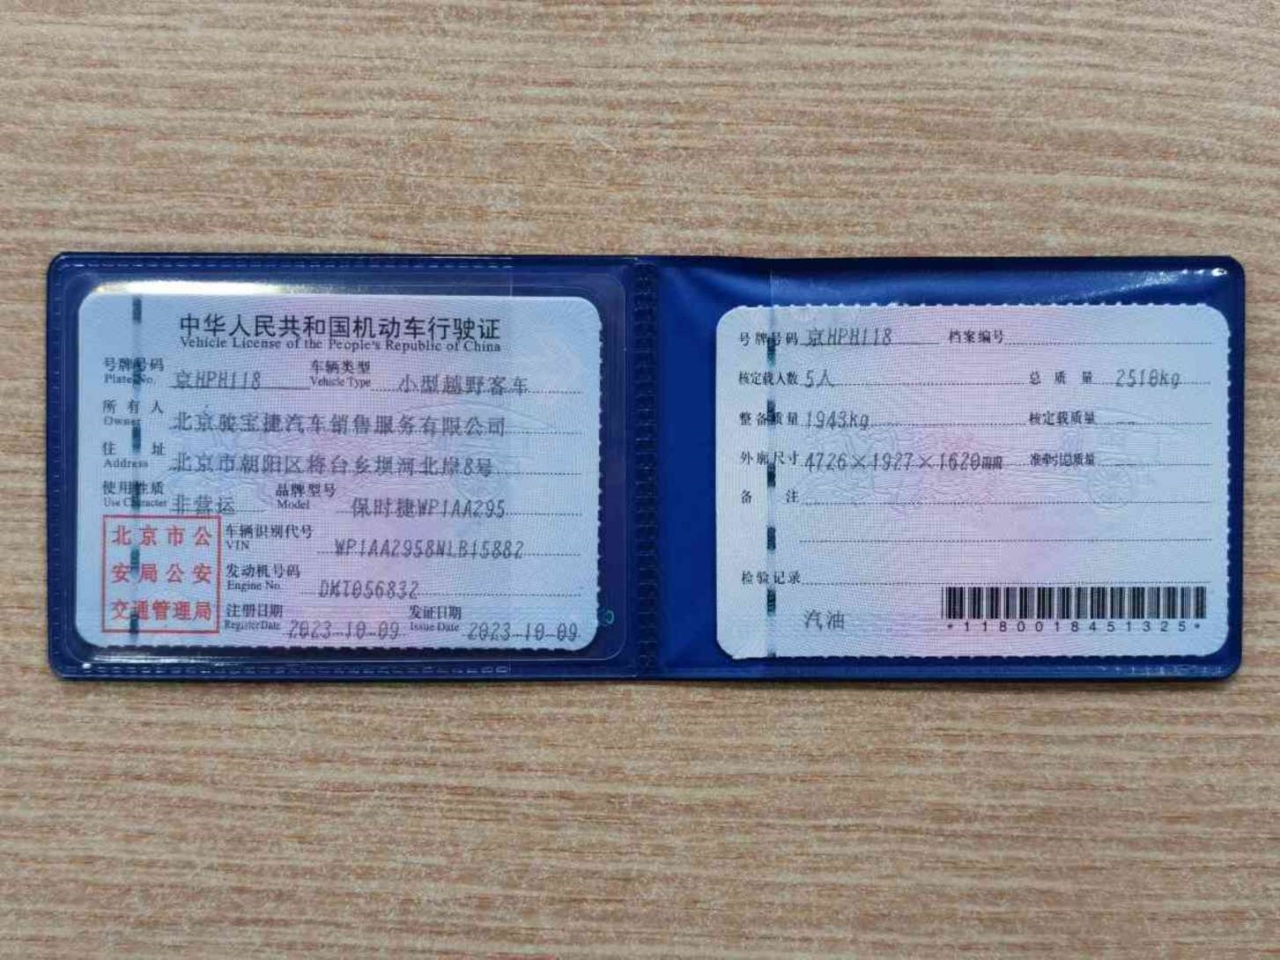 中华人民共和国机动车行驶证
Vehicle License of the People's Republic of China
号牌号码 京HPH118 车辆类型 小型越野客车
Plate No. Vehicle Type
所有人 北京骏宝捷汽车销售服务有限公司
Owner
住址 北京市朝阳区将台乡坝河北岸8号
Address
使用性质 非营运 品牌型号 保时捷WP1AA295
Use Character Model
北京市公
安局公安
交通管理局
车辆识别代号 WP1AA2958NLB15882
VIN
发动机号码 DMT056832
Engine No.
注册日期 2023-10-09 发证日期 2023-10-09
Register Date Issue Date
号牌号码 京HPH118 档案编号
核定载人数 5人 总质量 2510kg
整备质量 1943kg 核定载质量 --
外廓尺寸 4726×1927×1620mm 准牵引总质量 --
备注
检验记录
汽油
*1180018451325*